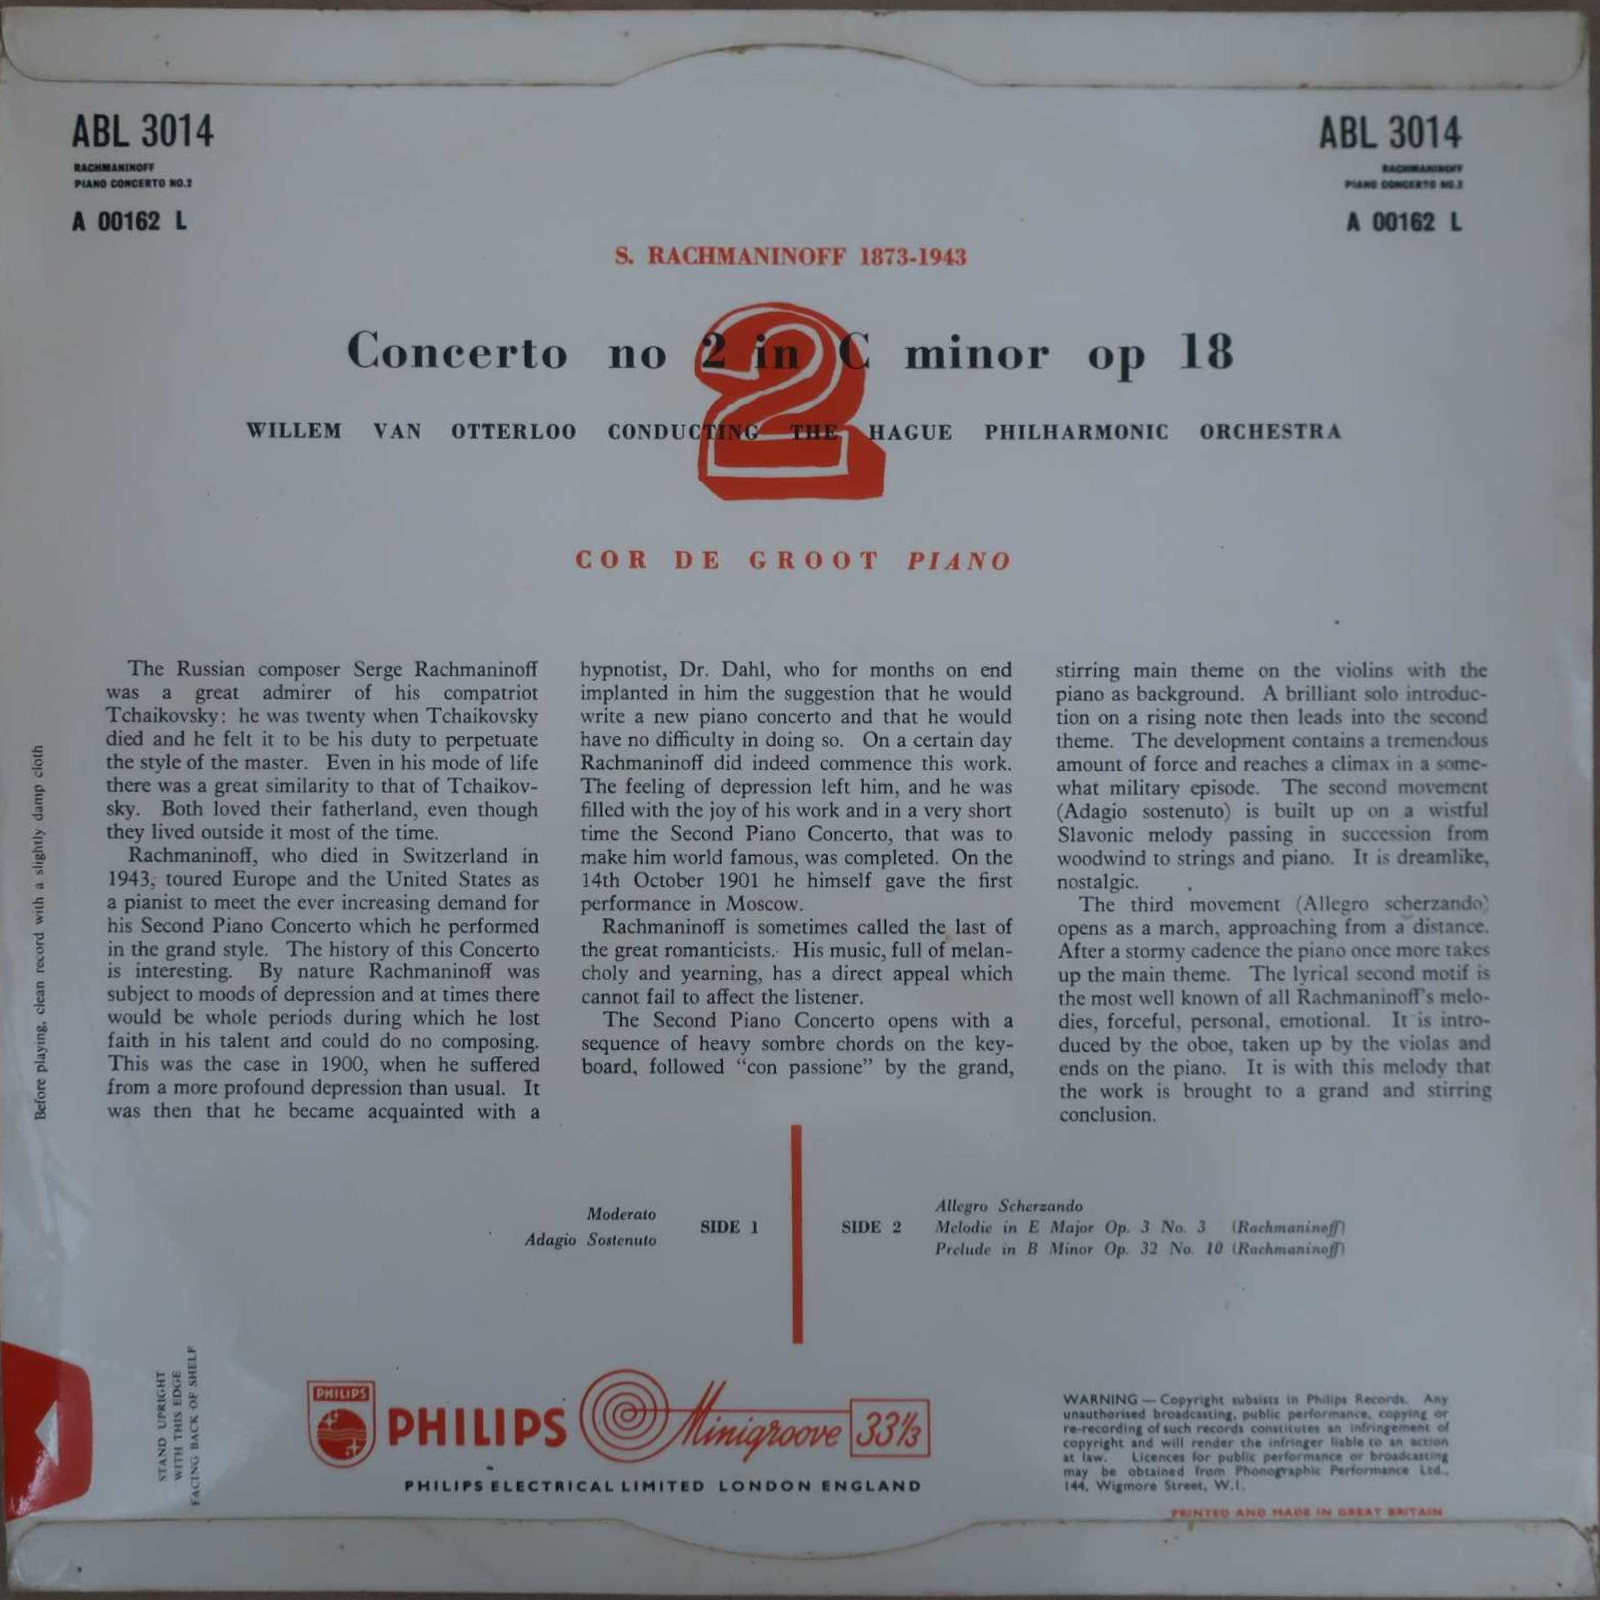 ABL 3014
RACHMANINOFF
PIANO CONCERTO NO.2
A 00162 L
ABL 3014
RACHMANINOFF
PIANO CONCERTO NO.2
A 00162 L
S. RACHMANINOFF 1873-1943
2
Concerto no 2 in C minor op 18
WILLEM VAN OTTERLOO CONDUCTING THE HAGUE PHILHARMONIC ORCHESTRA
COR DE GROOT PIANO
The Russian composer Serge Rachmaninoff
was a great admirer of his compatriot
Tchaikovsky: he was twenty when Tchaikovsky
died and he felt it to be his duty to perpetuate
the style of the master. Even in his mode of life
there was a great similarity to that of Tchaikov-
sky. Both loved their fatherland, even though
they lived outside it most of the time.
Rachmaninoff, who died in Switzerland in
1943, toured Europe and the United States as
a pianist to meet the ever increasing demand for
his Second Piano Concerto which he performed
in the grand style. The history of this Concerto
is interesting. By nature Rachmaninoff was
subject to moods of depression and at times there
would be whole periods during which he lost
faith in his talent and could do no composing.
This was the case in 1900, when he suffered
from a more profound depression than usual. It
was then that he became acquainted with a
hypnotist, Dr. Dahl, who for months on end
implanted in him the suggestion that he would
write a new piano concerto and that he would
have no difficulty in doing so. On a certain day
Rachmaninoff did indeed commence this work.
The feeling of depression left him, and he was
filled with the joy of his work and in a very short
time the Second Piano Concerto, that was to
make him world famous, was completed. On the
14th October 1901 he himself gave the first
performance in Moscow.
Rachmaninoff is sometimes called the last of
the great romanticists. His music, full of melan-
choly and yearning, has a direct appeal which
cannot fail to affect the listener.
The Second Piano Concerto opens with a
sequence of heavy sombre chords on the key-
board, followed "con passione" by the grand,
stirring main theme on the violins with the
piano as background. A brilliant solo introduc-
tion on a rising note then leads into the second
theme. The development contains a tremendous
amount of force and reaches a climax in a some-
what military episode. The second movement
(Adagio sostenuto) is built up on a wistful
Slavonic melody passing in succession from
woodwind to strings and piano. It is dreamlike,
nostalgic.
The third movement (Allegro scherzando)
opens as a march, approaching from a distance.
After a stormy cadence the piano once more takes
up the main theme. The lyrical second motif is
the most well known of all Rachmaninoff's melo-
dies, forceful, personal, emotional. It is intro-
duced by the oboe, taken up by the violas and
ends on the piano. It is with this melody that
the work is brought to a grand and stirring
conclusion.
Before playing, clean record with a slightly damp cloth
Moderato
Adagio Sostenuto
SIDE 1
SIDE 2
Allegro Scherzando
Melodie in E Major Op. 3 No. 3 (Rachmaninoff)
Prelude in B Minor Op. 32 No. 10 (Rachmaninoff)
STAND UPRIGHT
WITH THIS EDGE
FACING BACK OF SHELF
PHILIPS
PHILIPS Minigroove 33⅓
PHILIPS ELECTRICAL LIMITED LONDON ENGLAND
WARNING — Copyright subsists in Philips Records. Any
unauthorised broadcasting, public performance, copying or
re-recording of such records constitutes an infringement of
copyright and will render the infringer liable to an action
at law. Licences for public performance or broadcasting
may be obtained from Phonographic Performance Ltd.,
144, Wigmore Street, W.1.
PRINTED AND MADE IN GREAT BRITAIN